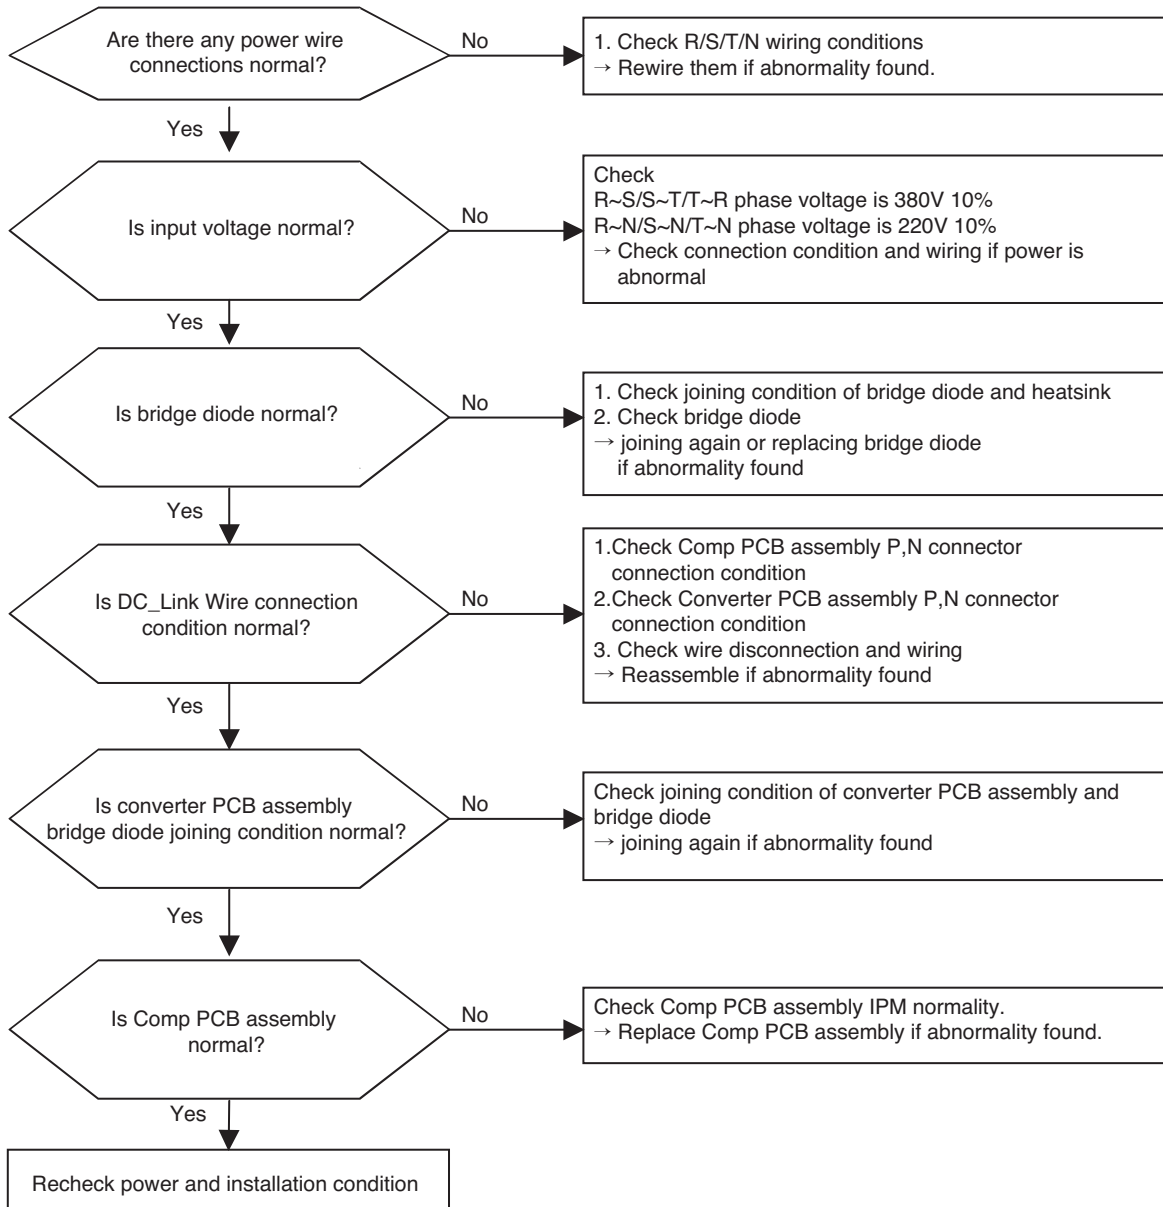 Are there any power wire
connections normal?
No
1. Check R/S/T/N wiring conditions
→ Rewire them if abnormality found.
Yes
Is input voltage normal?
No
Check
R~S/S~T/T~R phase voltage is 380V 10%
R~N/S~N/T~N phase voltage is 220V 10%
→ Check connection condition and wiring if power is
abnormal
Yes
Is bridge diode normal?
No
1. Check joining condition of bridge diode and heatsink
2. Check bridge diode
→ joining again or replacing bridge diode
if abnormality found
Yes
Is DC_Link Wire connection
condition normal?
No
1.Check Comp PCB assembly P,N connector
connection condition
2.Check Converter PCB assembly P,N connector
connection condition
3. Check wire disconnection and wiring
→ Reassemble if abnormality found
Yes
Is converter PCB assembly
bridge diode joining condition normal?
No
Check joining condition of converter PCB assembly and
bridge diode
→ joining again if abnormality found
Yes
Is Comp PCB assembly
normal?
No
Check Comp PCB assembly IPM normality.
→ Replace Comp PCB assembly if abnormality found.
Yes
Recheck power and installation condition